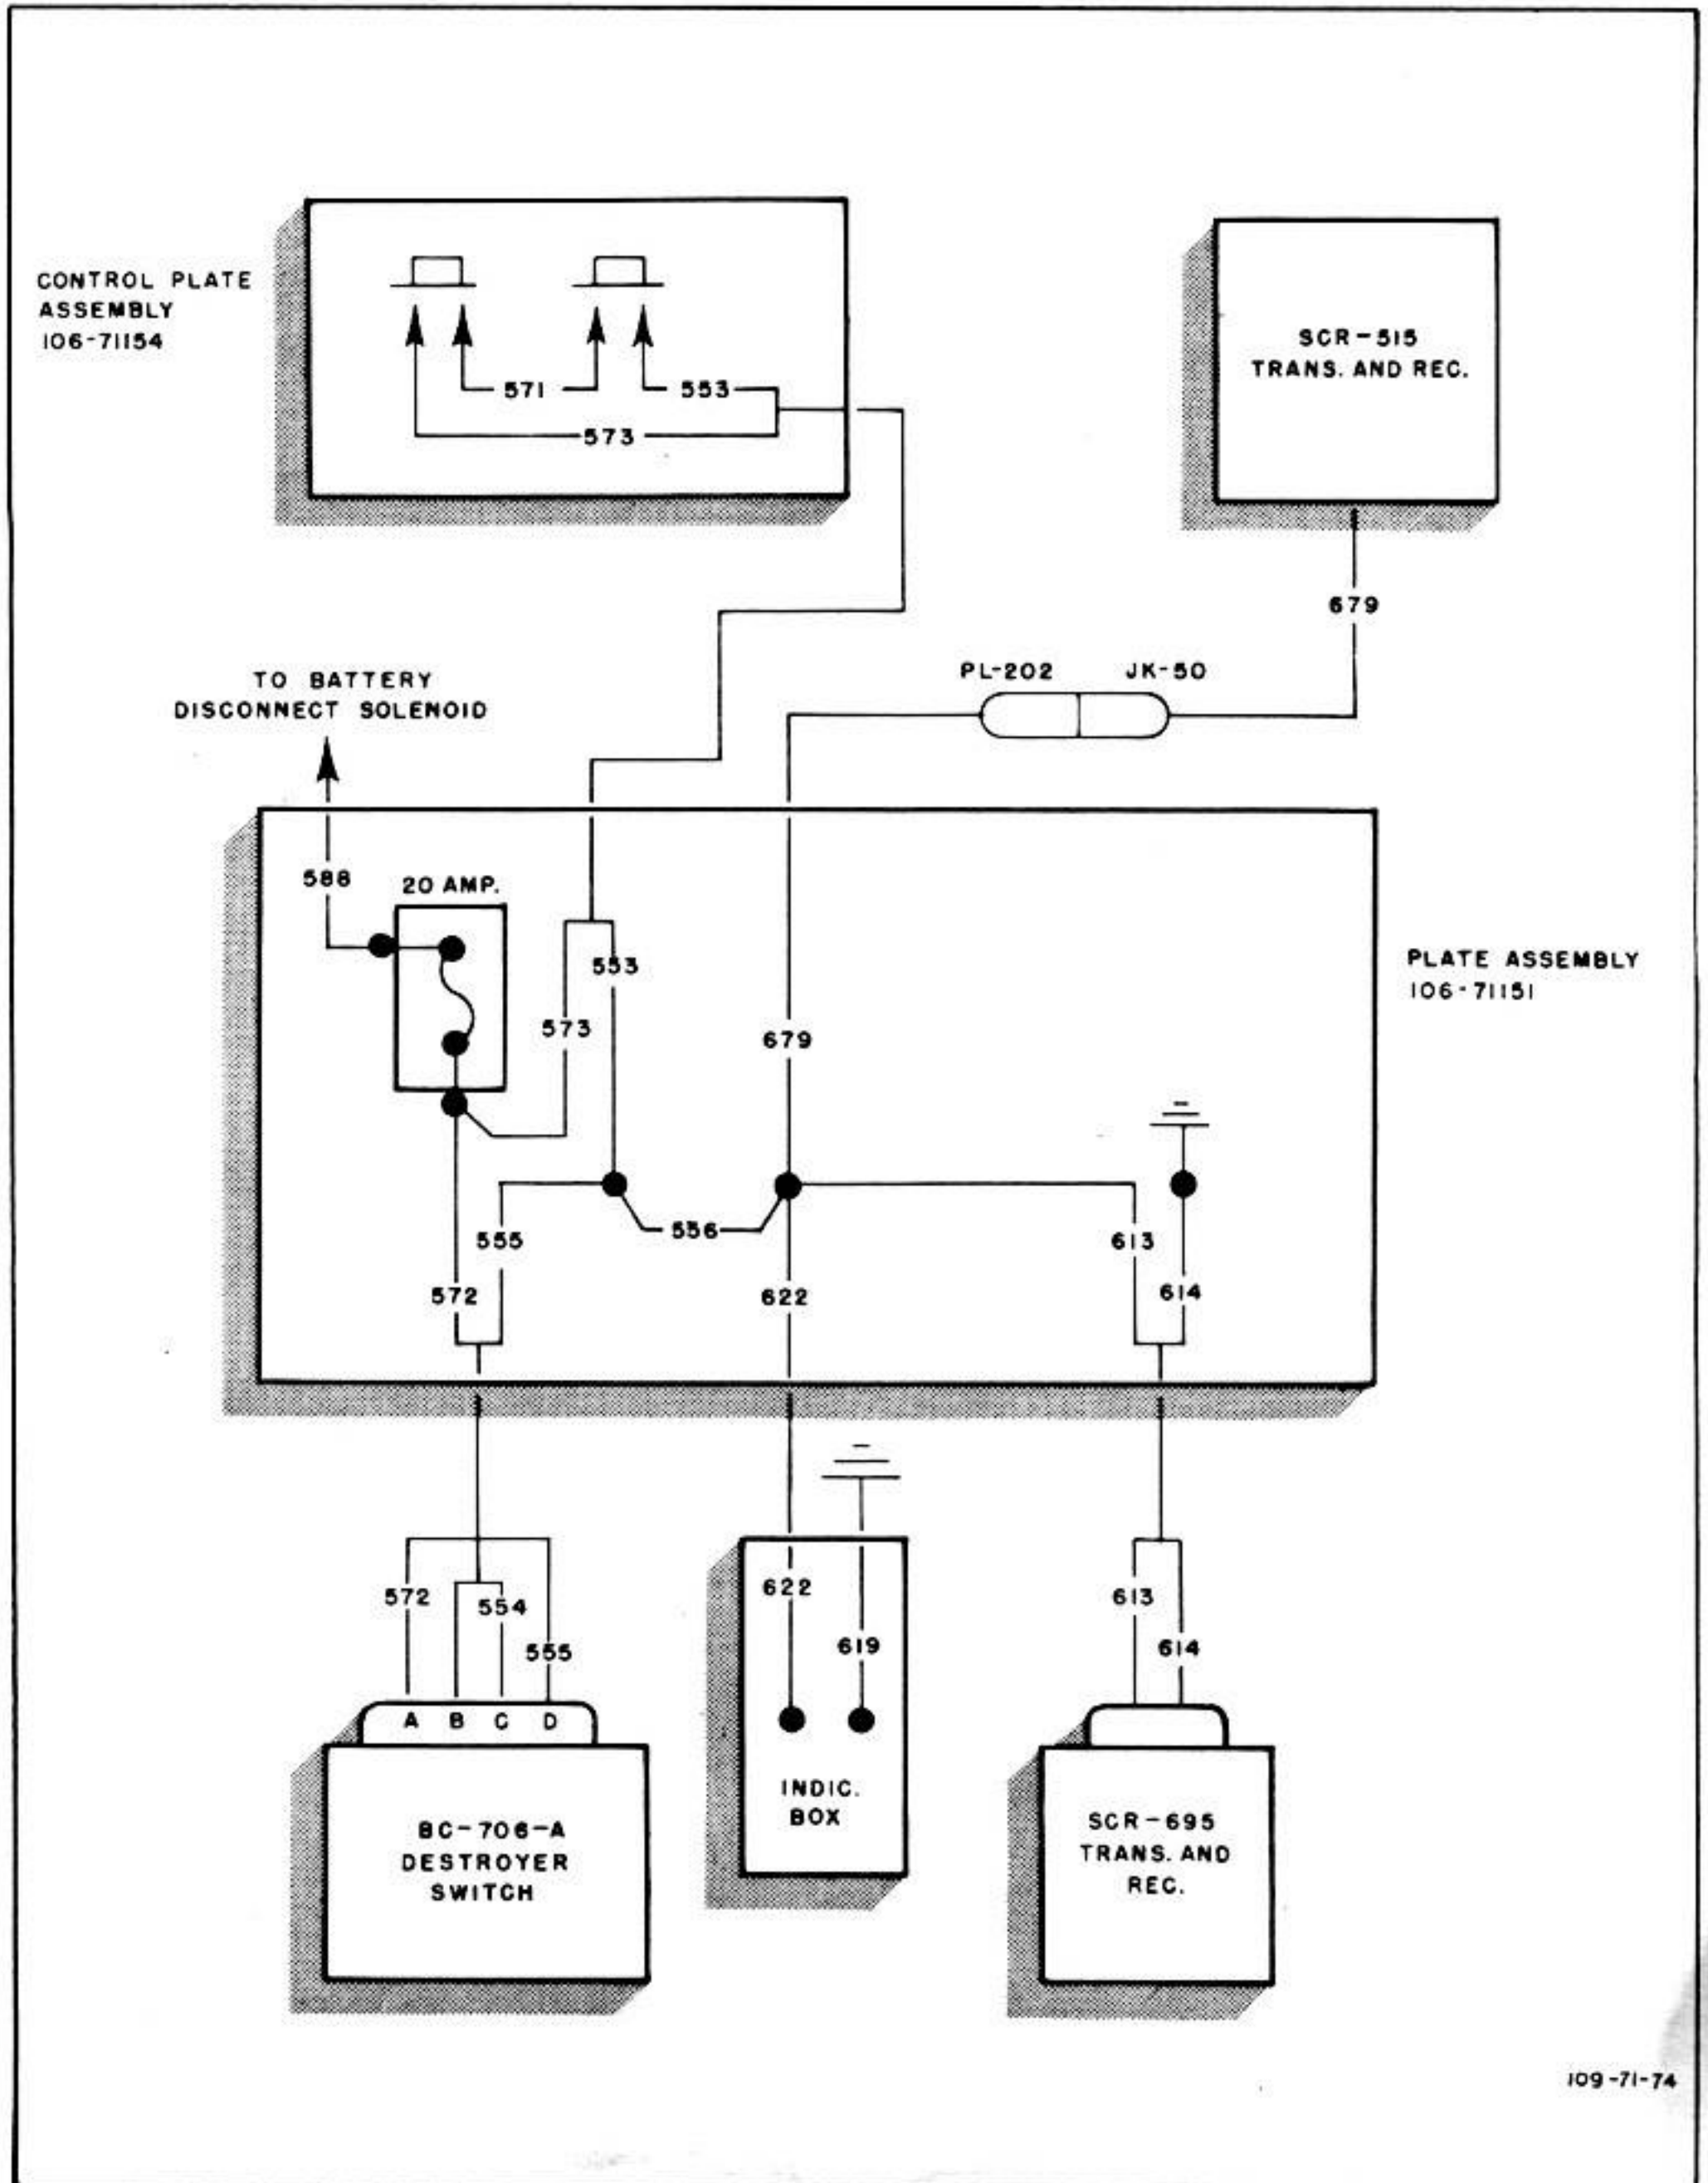 CONTROL PLATE
ASSEMBLY
106-71154
571
553
573
SCR-515
TRANS. AND REC.
679
PL-202
JK-50
TO BATTERY
DISCONNECT SOLENOID
588
20 AMP.
553
573
679
PLATE ASSEMBLY
106-71151
555
556
613
572
622
614
572
554
555
622
619
613
614
A B C D
BC-706-A
DESTROYER
SWITCH
INDIC.
BOX
SCR-695
TRANS. AND
REC.
109-71-74